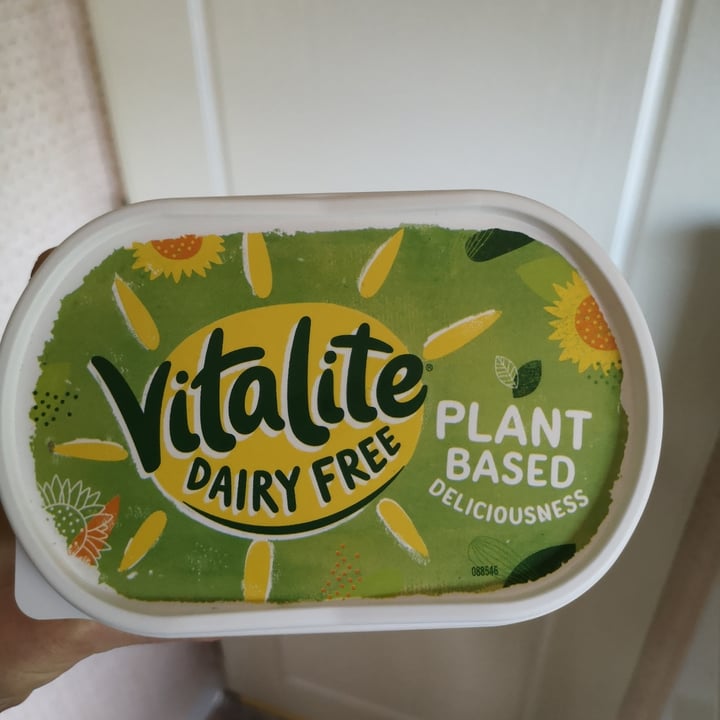 Vitalite®
DAIRY FREE
PLANT
BASED
DELICIOUSNESS
088546